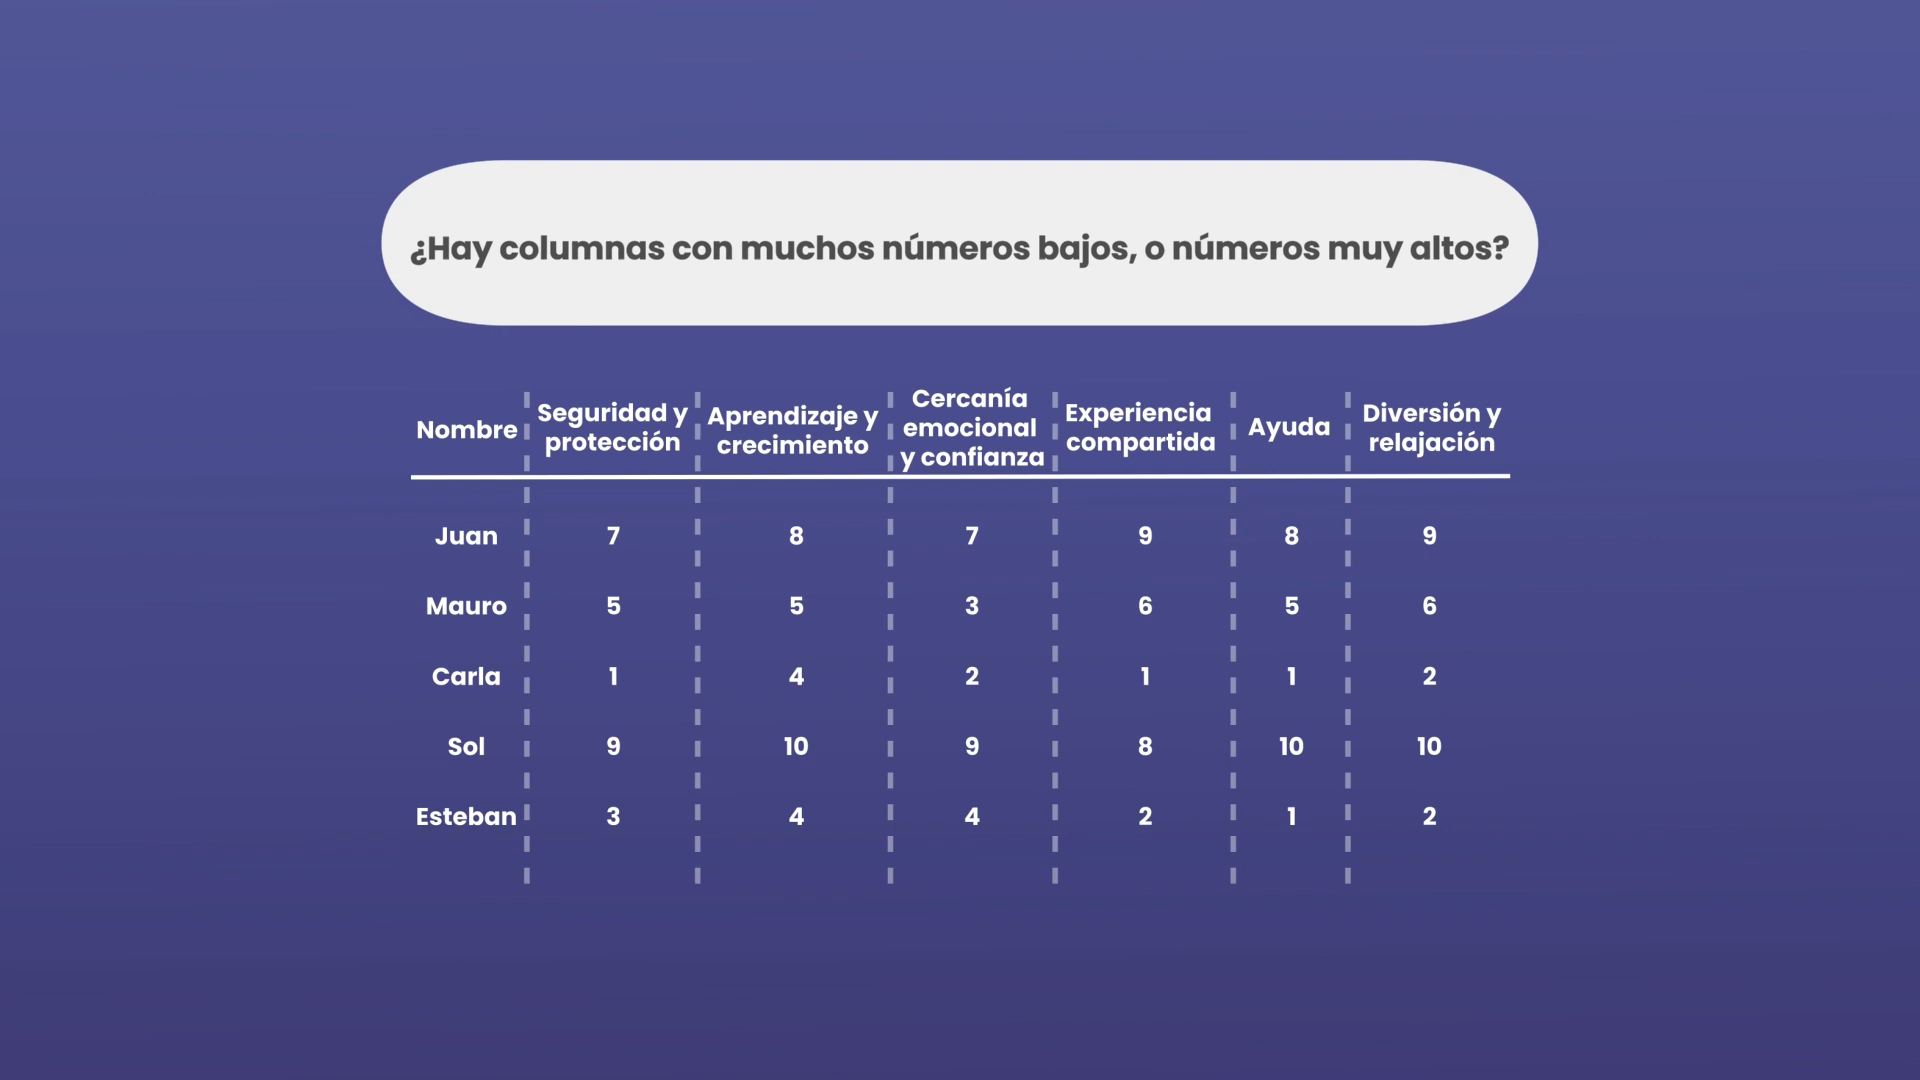 ¿Hay columnas con muchos números bajos, o números muy altos?
Nombre Seguridad y protección Aprendizaje y crecimiento Cercanía emocional y confianza Experiencia compartida Ayuda Diversión y relajación
Juan 7 8 7 9 8 9
Mauro 5 5 3 6 5 6
Carla 1 4 2 1 1 2
Sol 9 10 9 8 10 10
Esteban 3 4 4 2 1 2